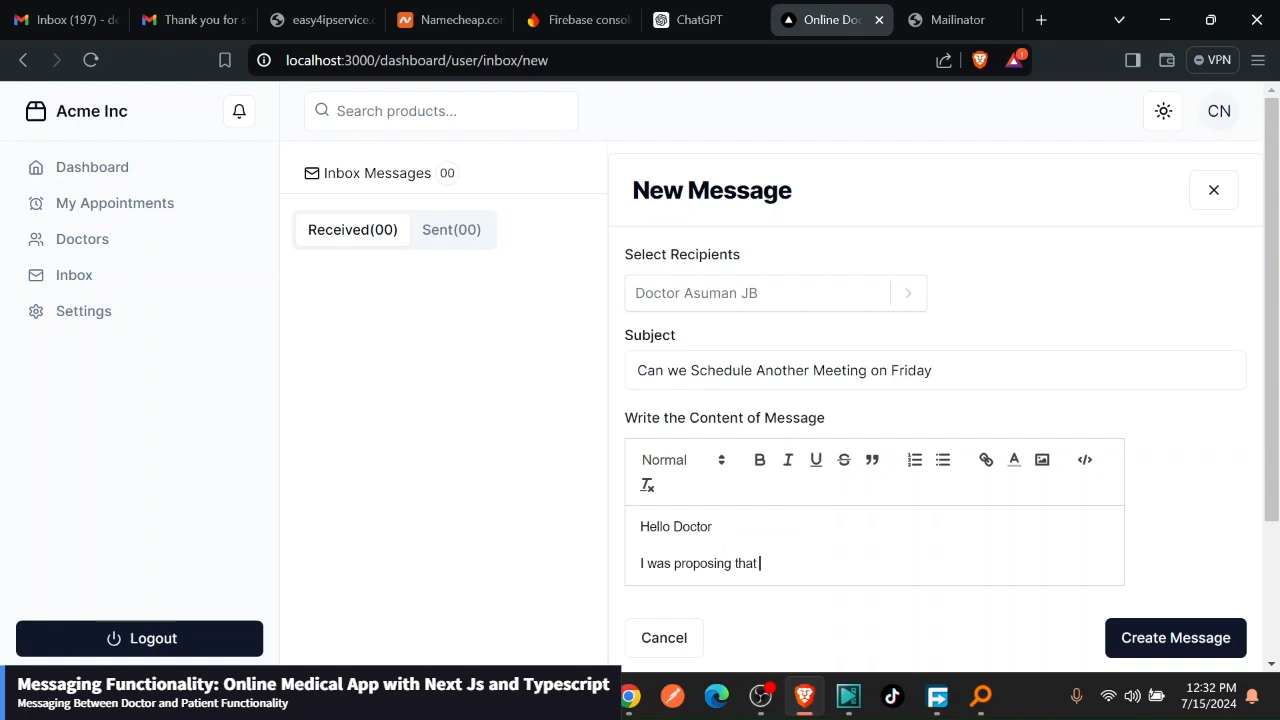 Inbox (197) - de
Thank you for s
easy4ipservice.c
Namecheap.cor
Firebase consol
ChatGPT
Online Doc
Mailinator
localhost:3000/dashboard/user/inbox/new
1
VPN
Acme Inc
Search products...
CN
Dashboard
My Appointments
Doctors
Inbox
Settings
Logout
Inbox Messages 00
Received(00) Sent(00)
New Message
Select Recipients
Doctor Asuman JB
Subject
Can we Schedule Another Meeting on Friday
Write the Content of Message
Normal
Hello Doctor
I was proposing that
Cancel
Create Message
Messaging Functionality: Online Medical App with Next Js and Typescript
Messaging Between Doctor and Patient Functionality
12:32 PM
7/15/2024